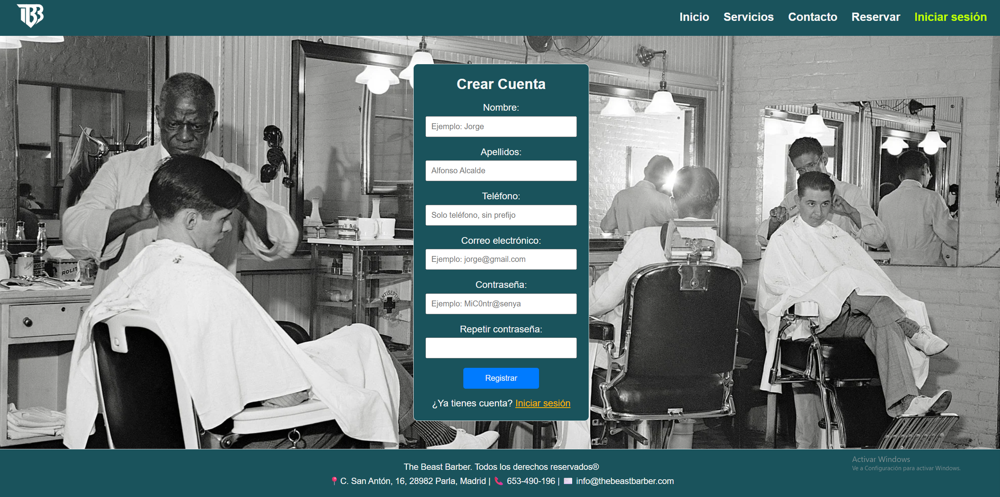 TBB
Inicio Servicios Contacto Reservar Iniciar sesión
Crear Cuenta
Nombre:
Ejemplo: Jorge
Apellidos:
Alfonso Alcalde
Teléfono:
Solo teléfono, sin prefijo
Correo electrónico:
Ejemplo: jorge@gmail.com
Contraseña:
Ejemplo: MiC0ntr@senya
Repetir contraseña:
Registrar
¿Ya tienes cuenta? Iniciar sesión
ROLIT
The Beast Barber. Todos los derechos reservados®
📍C. San Antón, 16, 28982 Parla, Madrid | 📞 653-490-196 | ✉️ info@thebeastbarber.com
Activar Windows
Ve a Configuración para activar Windows.